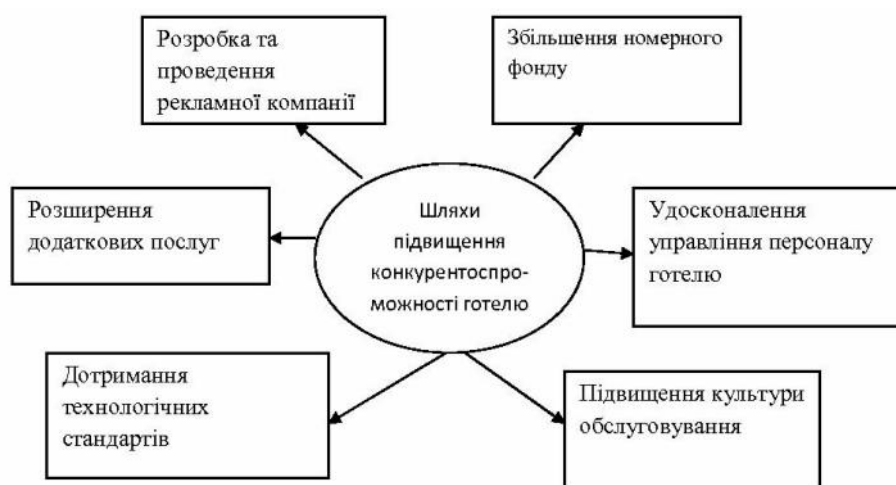 Розробка та
проведення
рекламної компанії
Збільшення номерного
фонду
Розширення
додаткових послуг
Шляхи
підвищення
конкурентоспро-
можності готелю
Удосконалення
управління персоналу
готелю
Дотримання
технологічних
стандартів
Підвищення культури
обслуговування